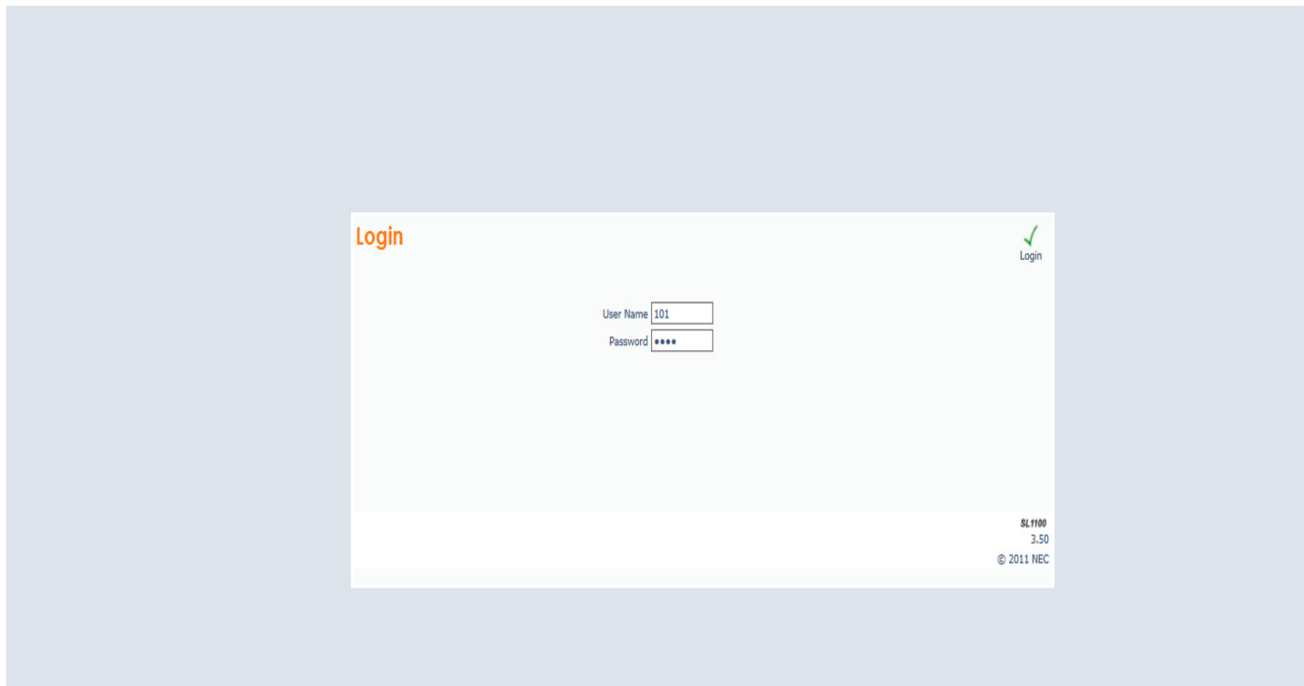 Login
Login
User Name 101
Password ••••
SL1100
3.50
© 2011 NEC